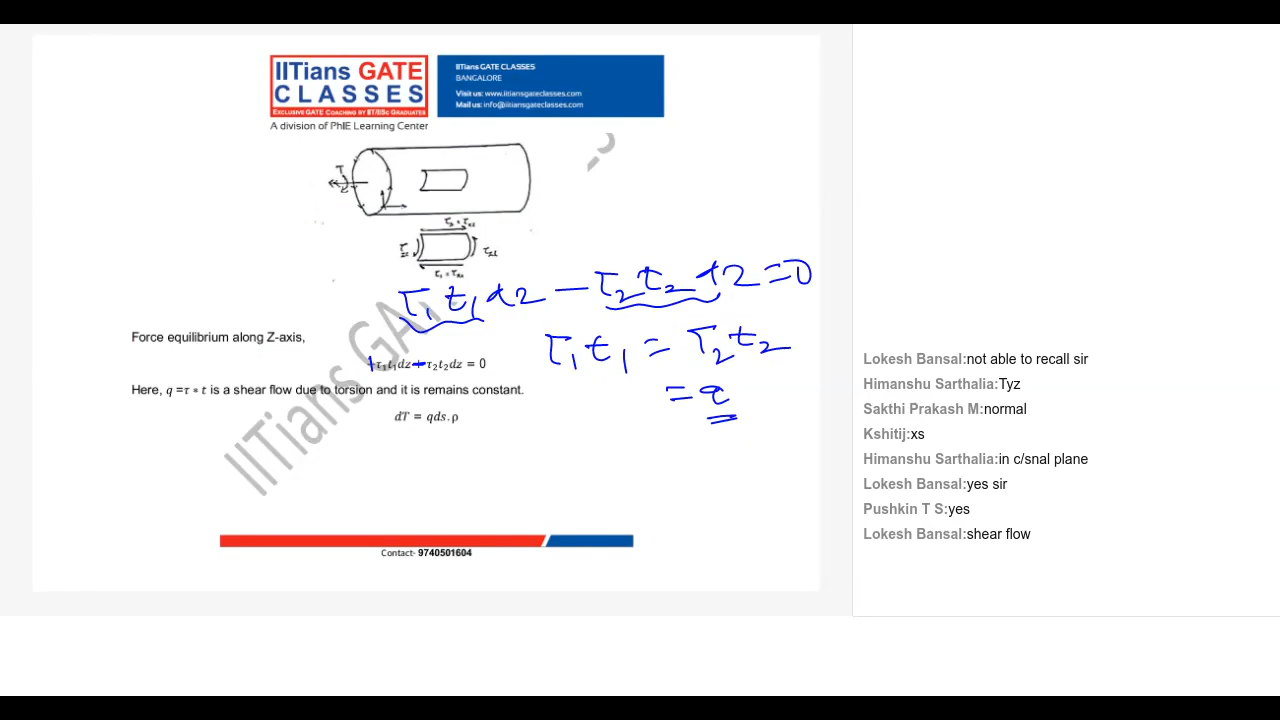 IITians GATE
CLASSES
EXCLUSIVE GATE COACHING BY IIT/IISc GRADUATES
A division of PhIE Learning Center
IITians GATE CLASSES
BANGALORE
Visit us: www.iitiansgateclasses.com
Mail us: info@iitiansgateclasses.com
T
τ₁t₁dz − τ₂t₂dz = 0
τ₁t₁ = τ₂t₂
= q
Force equilibrium along Z-axis,
+τ₁t₁dz − τ₂t₂dz = 0
Here, q =τ * t is a shear flow due to torsion and it is remains constant.
dT = qds.ρ
IITians GAT
Contact- 9740501604
Lokesh Bansal:not able to recall sir
Himanshu Sarthalia:Tyz
Sakthi Prakash M:normal
Kshitij:xs
Himanshu Sarthalia:in c/snal plane
Lokesh Bansal:yes sir
Pushkin T S:yes
Lokesh Bansal:shear flow